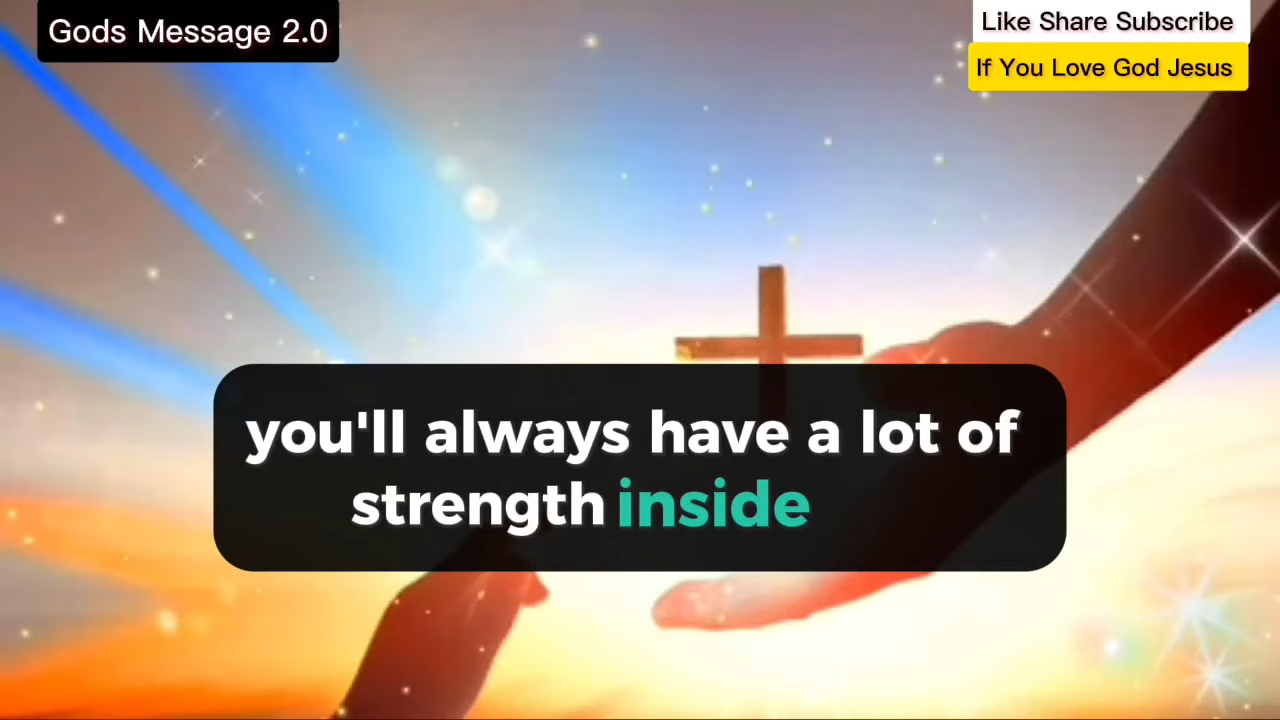 Gods Message 2.0
Like Share Subscribe
If You Love God Jesus
you'll always have a lot of
strength inside